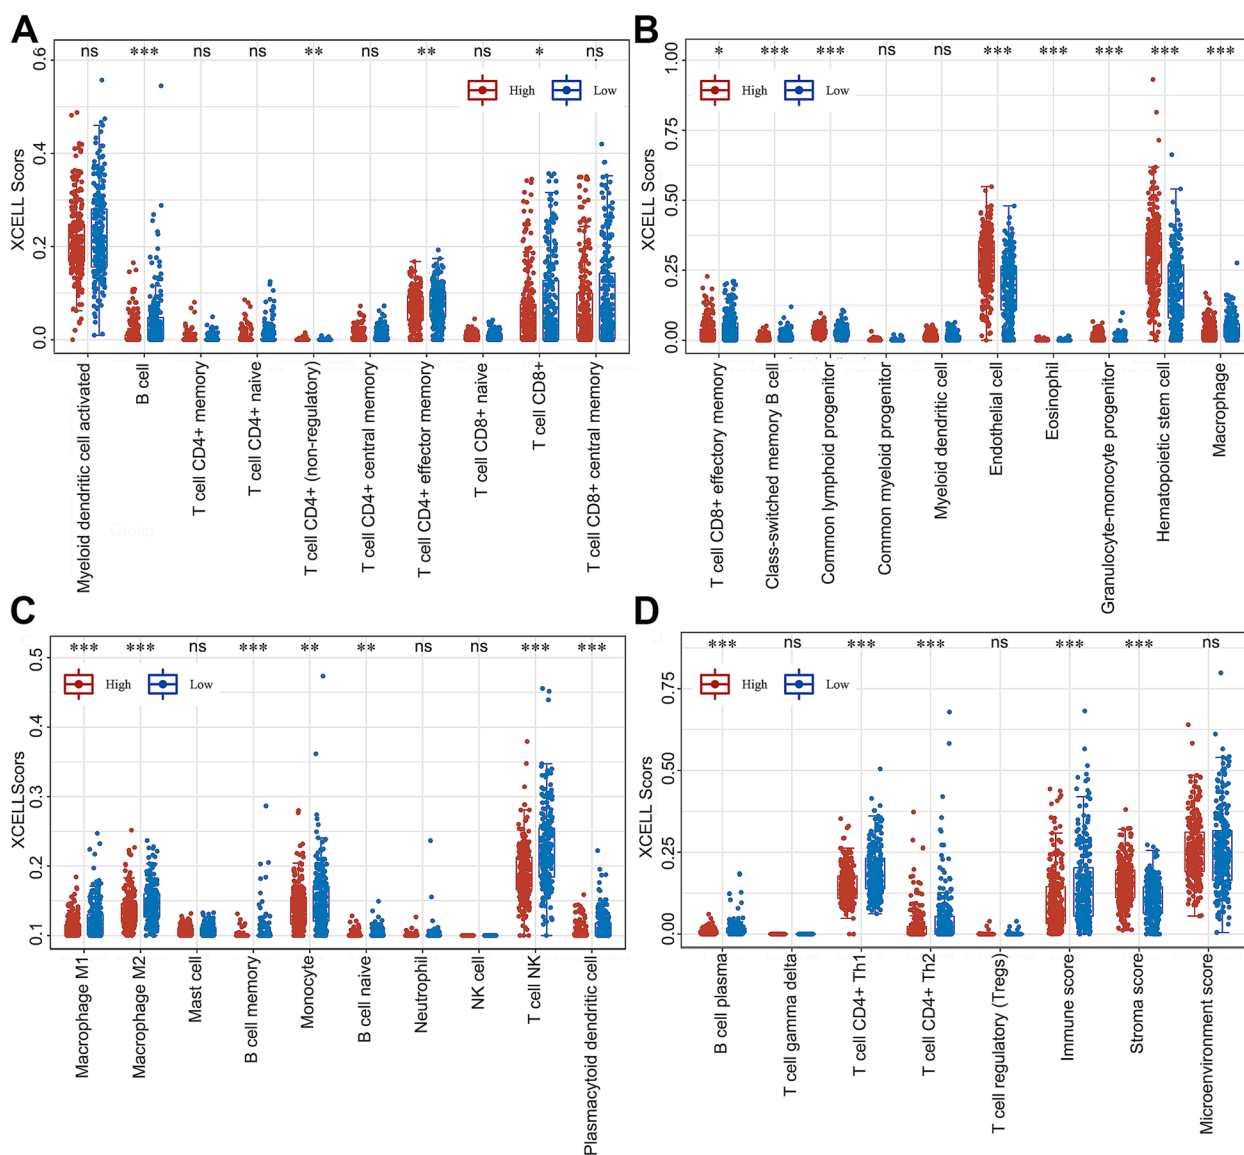 A
ns *** ns ns ** ns ** ns * ns
XCELL Scors
0.6
0.4
0.2
0.0
High Low
Myeloid dendritic cell activated
B cell
T cell CD4+ memory
T cell CD4+ naive
T cell CD4+ (non-regulatory)
T cell CD4+ central memory
T cell CD4+ effector memory
T cell CD8+ naive
T cell CD8+
T cell CD8+ central memory
Group
B
* *** *** ns ns *** *** *** *** ***
XCELL Scors
1.00
0.75
0.50
0.25
0.00
High Low
T cell CD8+ effectory memory
Class-switched memory B cell
Common lymphoid progenitor
Common myeloid progenitor
Myeloid dendritic cell
Endothelial cell
Eosinophil
Granulocyte-monocyte progenitor
Hematopoietic stem cell
Macrophage
C
*** *** ns *** ** ** ns ns *** ***
XCELLScors
0.5
0.4
0.3
0.2
0.1
High Low
Macrophage M1
Macrophage M2
Mast cell
B cell memory
Monocyte
B cell naive
Neutrophil
NK cell
T cell NK
Plasmacytoid dendritic cell
D
*** ns *** *** ns *** *** ns
XCELL Scors
0.75
0.50
0.25
0.00
High Low
B cell plasma
T cell gamma delta
T cell CD4+ Th1
T cell CD4+ Th2
T cell regulatory (Tregs)
Immune score
Stroma score
Microenvironment score